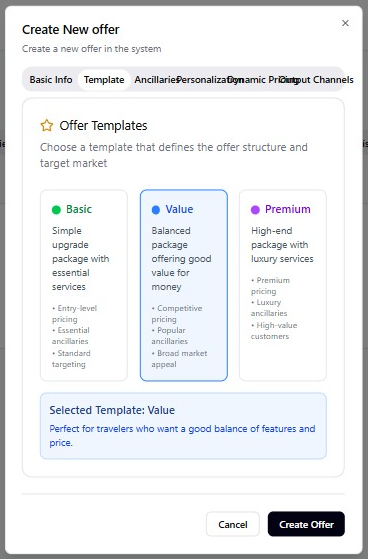 Create New offer
×
Create a new offer in the system
Basic Info Template Ancillaries Personalization Dynamic Pricing Output Channels
Offer Templates
Choose a template that defines the offer structure and
target market
Basic
Simple
upgrade
package with
essential
services
• Entry-level
pricing
• Essential
ancillaries
• Standard
targeting
Value
Balanced
package
offering good
value for
money
• Competitive
pricing
• Popular
ancillaries
• Broad market
appeal
Premium
High-end
package with
luxury services
• Premium
pricing
• Luxury
ancillaries
• High-value
customers
Selected Template: Value
Perfect for travelers who want a good balance of features and
price.
Cancel Create Offer